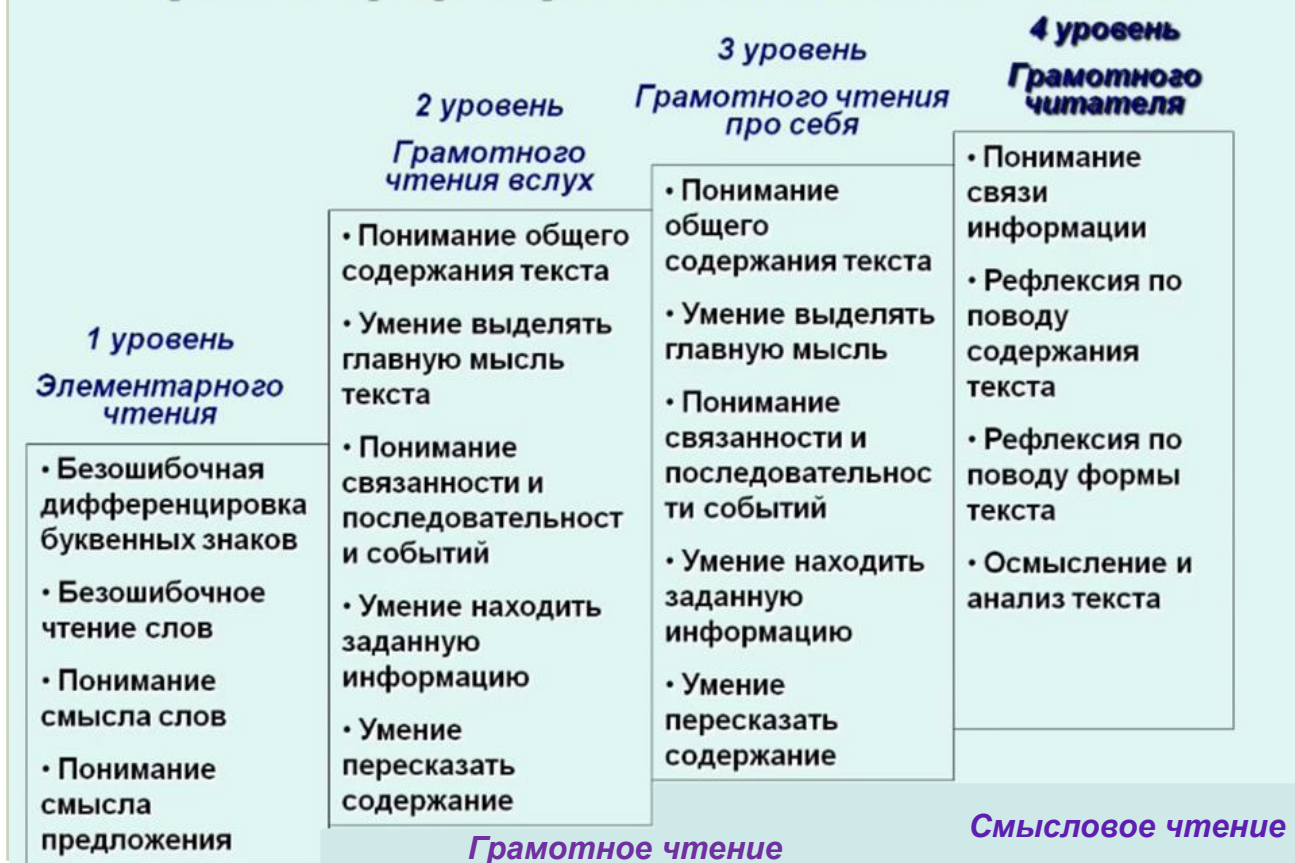 1 уровень
Элементарного
чтения
• Безошибочная
дифференцировка
буквенных знаков
• Безошибочное
чтение слов
• Понимание
смысла слов
• Понимание
смысла
предложения
2 уровень
Грамотного
чтения вслух
• Понимание общего
содержания текста
• Умение выделять
главную мысль
текста
• Понимание
связанности и
последовательност
и событий
• Умение находить
заданную
информацию
• Умение
пересказать
содержание
3 уровень
Грамотного чтения
про себя
• Понимание
общего
содержания текста
• Умение выделять
главную мысль
• Понимание
связанности и
последовательнос
ти событий
• Умение находить
заданную
информацию
• Умение
пересказать
содержание
4 уровень
Грамотного
читателя
• Понимание
связи
информации
• Рефлексия по
поводу
содержания
текста
• Рефлексия по
поводу формы
текста
• Осмысление и
анализ текста
Грамотное чтение
Смысловое чтение